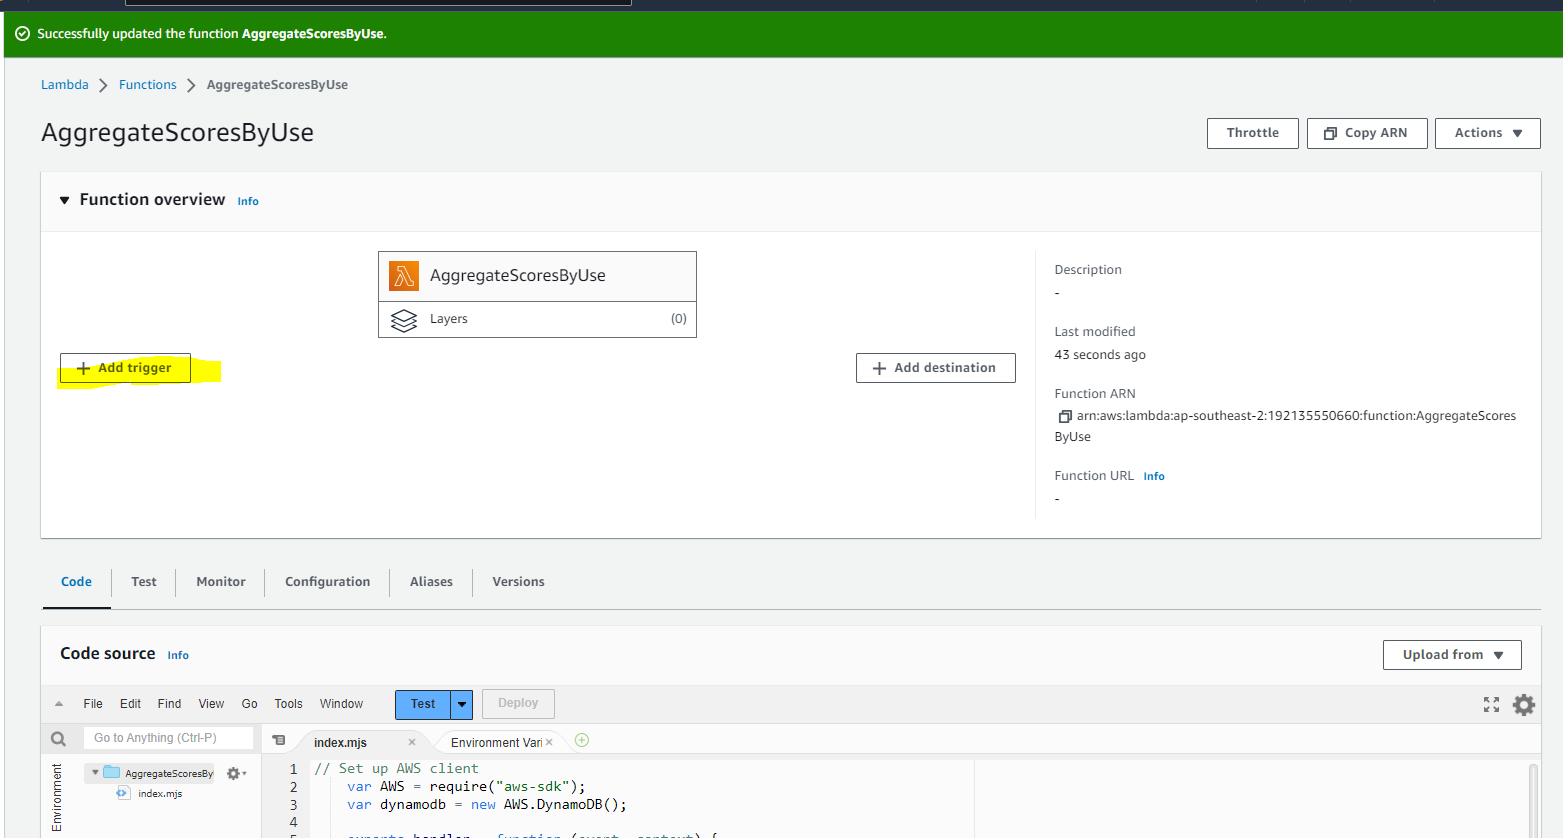 Successfully updated the function AggregateScoresByUse.
Lambda > Functions > AggregateScoresByUse
AggregateScoresByUse
Throttle
Copy ARN
Actions
Function overview Info
AggregateScoresByUse
Layers (0)
Add trigger
Add destination
Description
-
Last modified
43 seconds ago
Function ARN
arn:aws:lambda:ap-southeast-2:192135550660:function:AggregateScores
ByUse
Function URL Info
-
Code Test Monitor Configuration Aliases Versions
Code source Info
Upload from
File Edit Find View Go Tools Window Test Deploy
Go to Anything (Ctrl-P)
index.mjs
Environment Vari
Environment
AggregateScoresBy
index.mjs
1 // Set up AWS client
2 var AWS = require("aws-sdk");
3 var dynamodb = new AWS.DynamoDB();
4